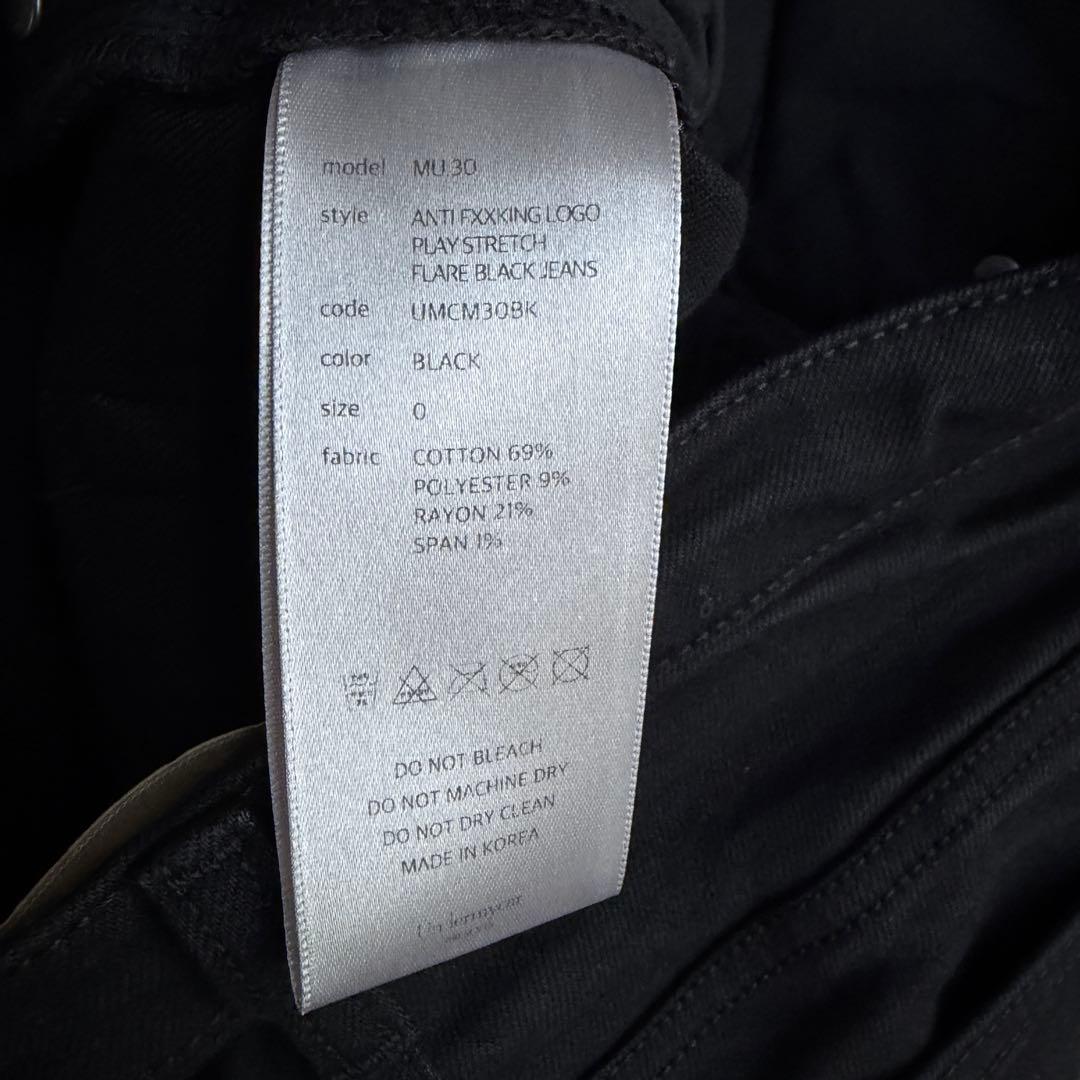 model MU 30
style ANTI FXXKING LOGO
PLAY STRETCH
FLARE BLACK JEANS
code UMCM30BK
color BLACK
size 0
fabric COTTON 69%
POLYESTER 9%
RAYON 21%
SPAN 1%
DO NOT BLEACH
DO NOT MACHINE DRY
DO NOT DRY CLEAN
MADE IN KOREA
Undermycar